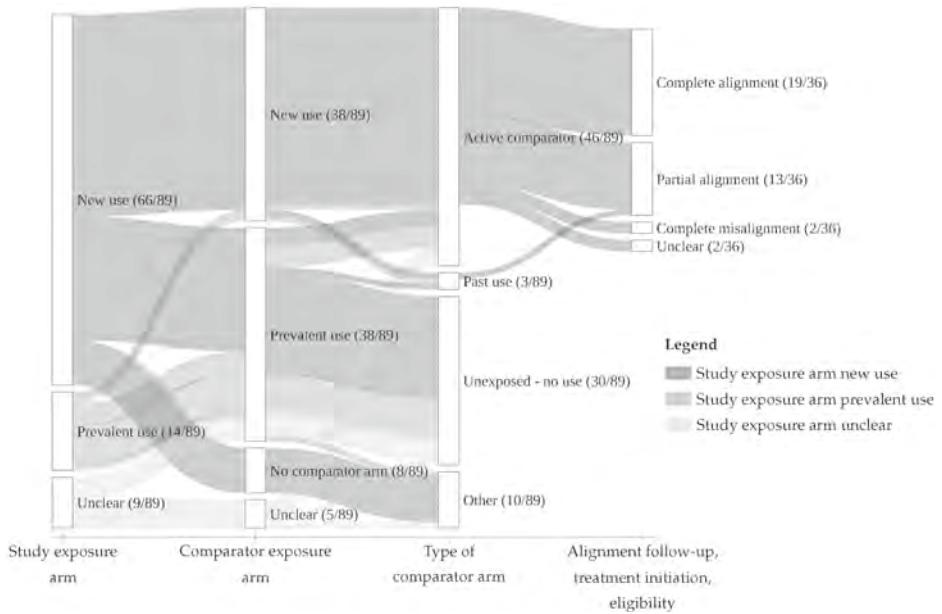 Complete alignment (19/36)
New use (38/89)
Active comparator (46/89)
Partial alignment (13/36)
New use (66/89)
Complete misalignment (2/36)
Unclear (2/36)
Past use (3/89)
Prevalent use (38/89)
Unexposed - no use (30/89)
Prevalent use (14/89)
No comparator arm (8/89)
Unclear (9/89)
Unclear (5/89)
Other (10/89)
Legend
Study exposure arm new use
Study exposure arm prevalent use
Study exposure arm unclear
Study exposure
arm
Comparator exposure
arm
Type of
comparator arm
Alignment follow-up,
treatment initiation,
eligibility